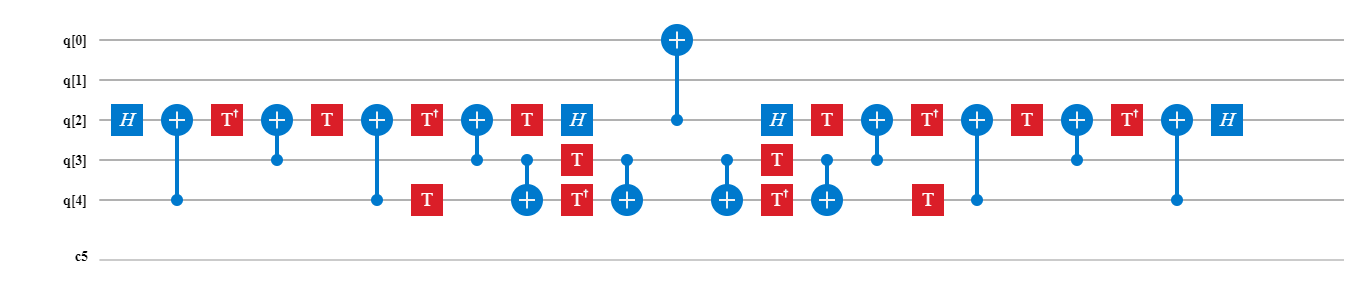 q[0]
q[1]
q[2] H T† T T† T H H T T† T T† H
q[3] T T
q[4] T T† T† T
c5